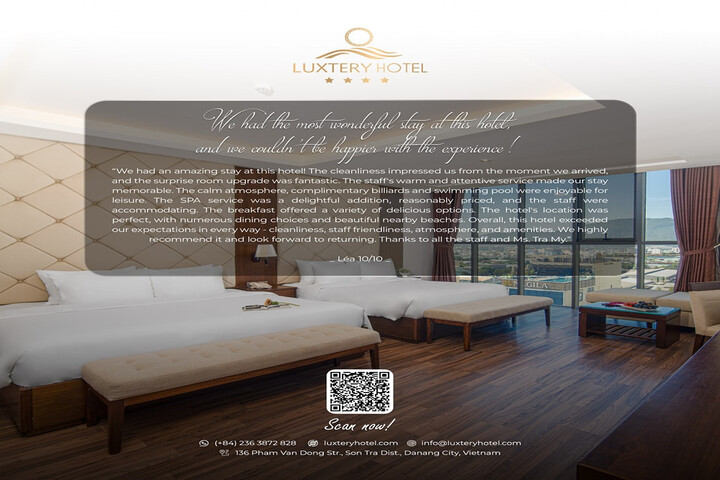 LUXTERY HOTEL
We had the most wonderful stay at this hotel,
and we couldn't be happier with the experience!
"We had an amazing stay at this hotel! The cleanliness impressed us from the moment we arrived,
and the surprise room upgrade was fantastic. The staff's warm and attentive service made our stay
memorable. The calm atmosphere, complimentary billiards and swimming pool were enjoyable for
leisure. The SPA service was a delightful addition, reasonably priced, and the staff were
accommodating. The breakfast offered a variety of delicious options. The hotel's location was
perfect, with numerous dining choices and beautiful nearby beaches. Overall, this hotel exceeded
our expectations in every way - cleanliness, staff friendliness, atmosphere, and amenities. We highly
recommend it and look forward to returning. Thanks to all the staff and Ms. Tra My."
_ Léa 10/10 _
GILA
Scan now!
(+84) 236 3872 828 luxteryhotel.com info@luxteryhotel.com
136 Pham Van Dong Str., Son Tra Dist., Danang City, Vietnam